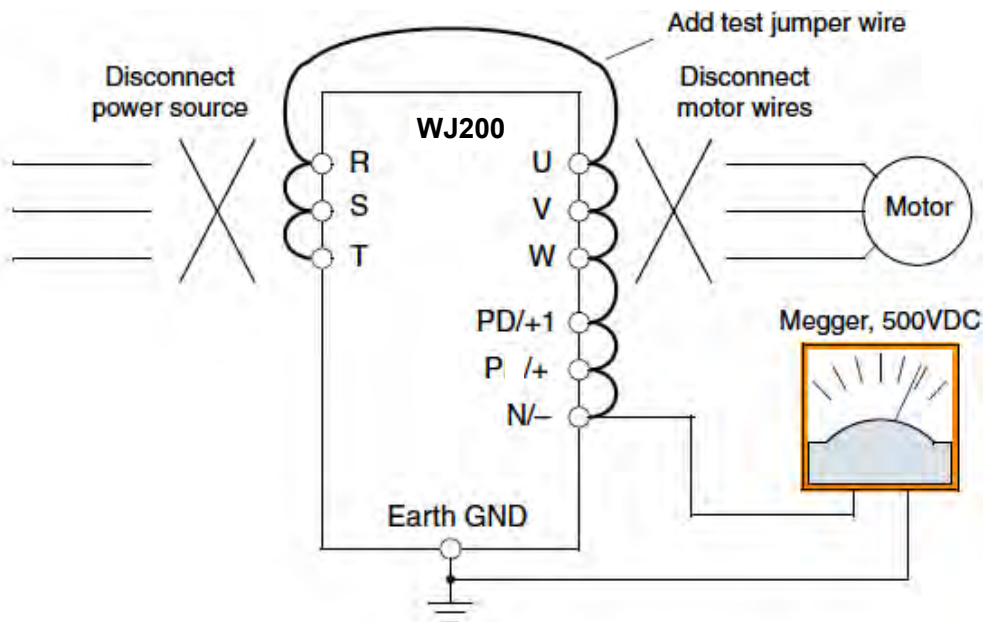 Add test jumper wire
Disconnect
power source
Disconnect
motor wires
WJ200
R
U
S
V
Motor
T
W
PD/+1
Megger, 500VDC
P /+
N/–
Earth GND